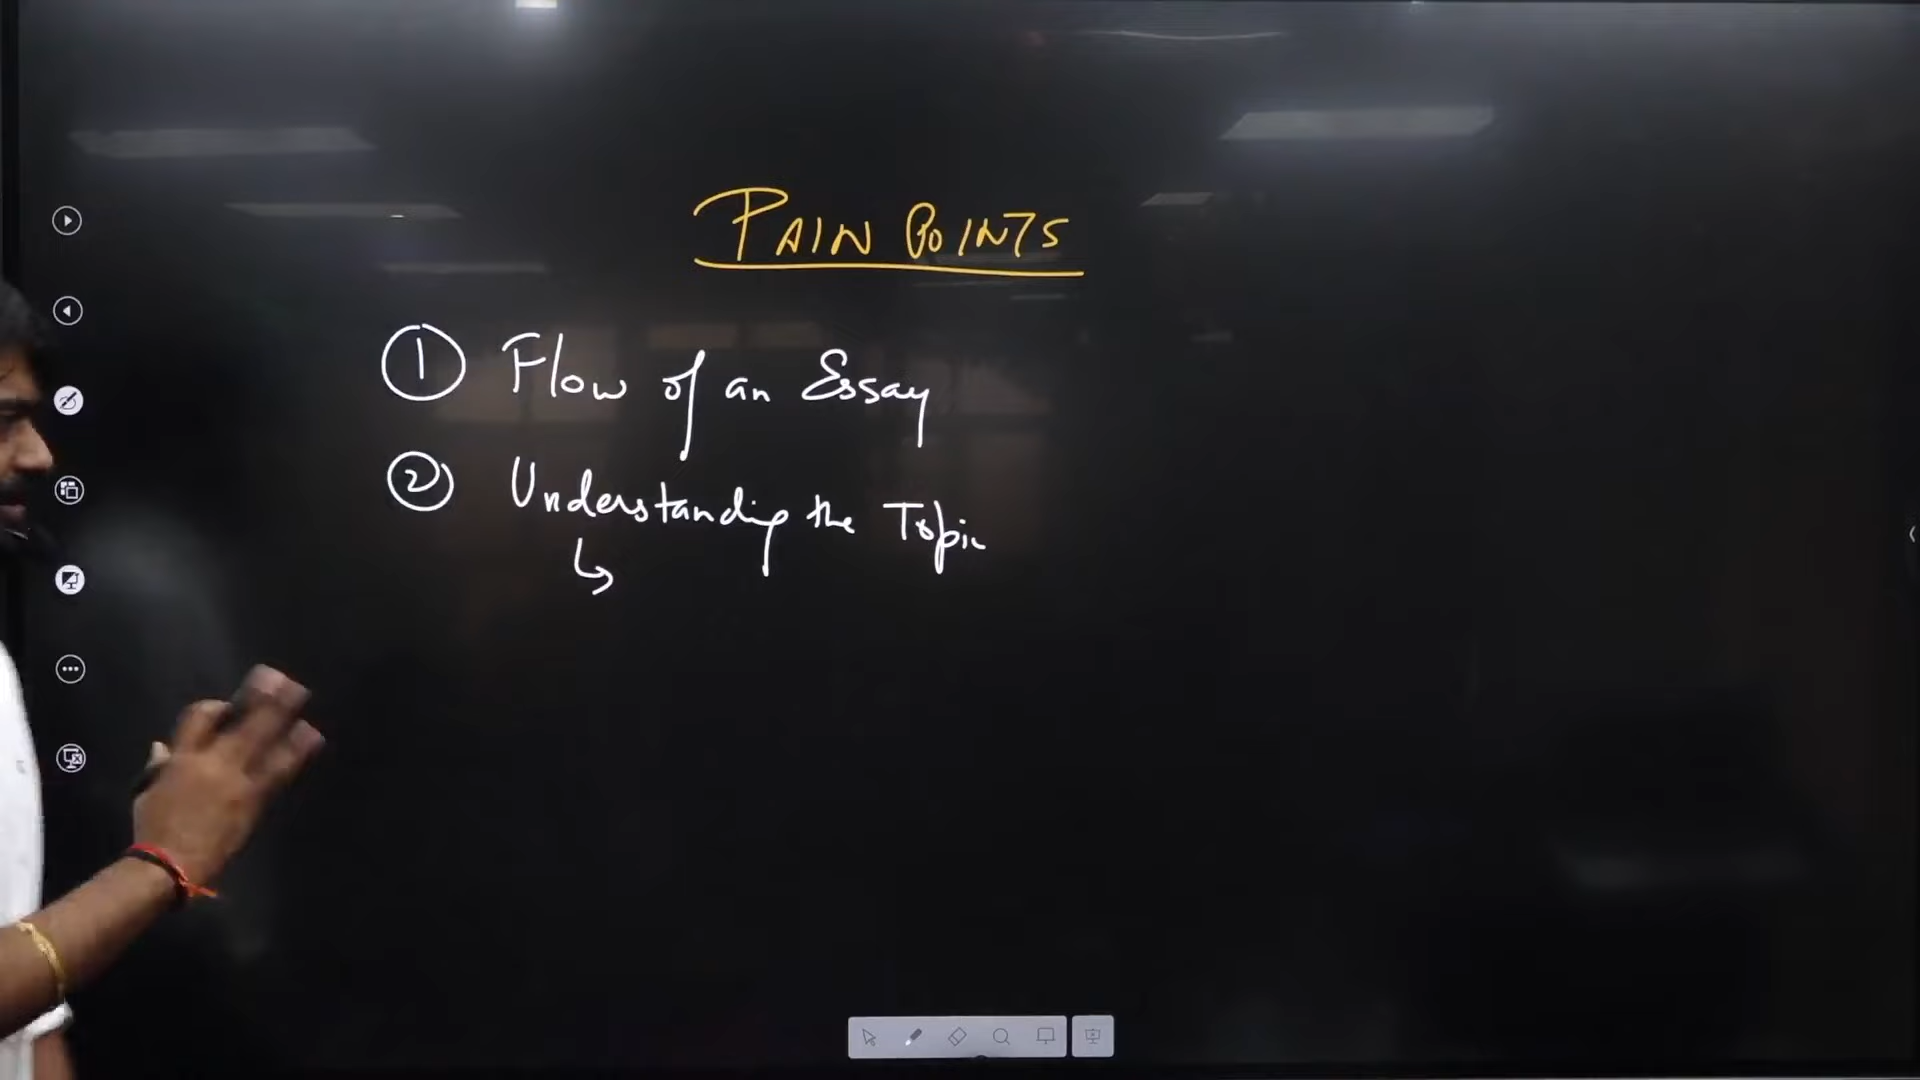 PAIN POINTS
① Flow of an Essay
② Understanding the Topic
↳